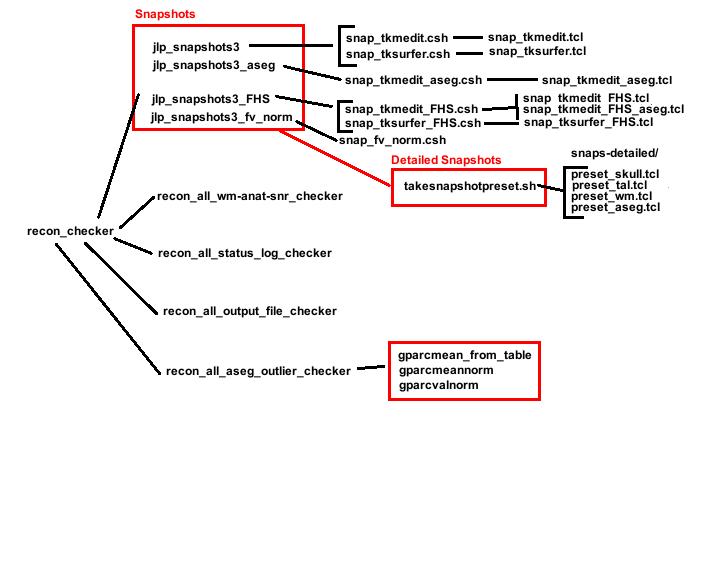 Snapshots
jlp_snapshots3
snap_tkmedit.csh
snap_tkmedit.tcl
snap_tksurfer.csh
snap_tksurfer.tcl
jlp_snapshots3_aseg
snap_tkmedit_aseg.csh
snap_tkmedit_aseg.tcl
jlp_snapshots3_FHS
snap_tkmedit_FHS.csh
snap_tkmedit_FHS.tcl
snap_tkmedit_FHS_aseg.tcl
snap_tksurfer_FHS.csh
snap_tksurfer_FHS.tcl
jlp_snapshots3_fv_norm
snap_fv_norm.csh
Detailed Snapshots
takesnapshotpreset.sh
snaps-detailed/
preset_skull.tcl
preset_tal.tcl
preset_wm.tcl
preset_aseg.tcl
recon_checker
recon_all_wm-anat-snr_checker
recon_all_status_log_checker
recon_all_output_file_checker
recon_all_aseg_outlier_checker
gparcmean_from_table
gparcmeannorm
gparcvalnorm